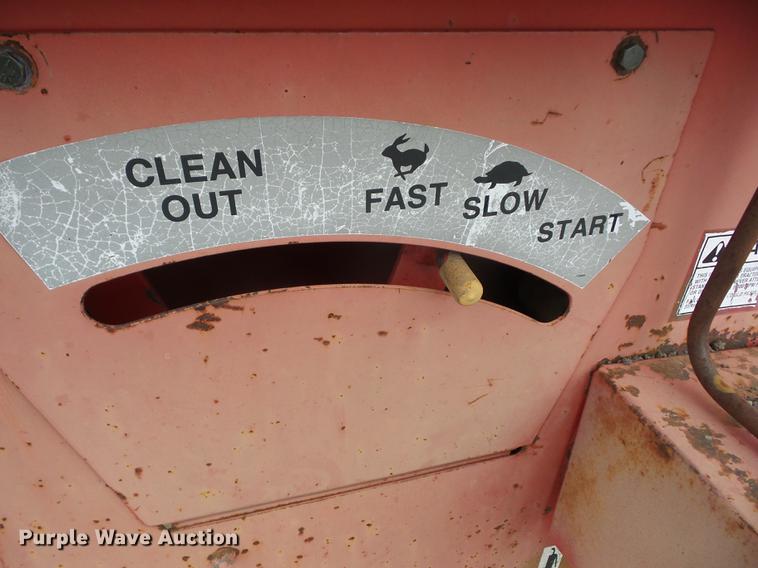 CLEAN
OUT
FAST
SLOW
START
Purple Wave Auction